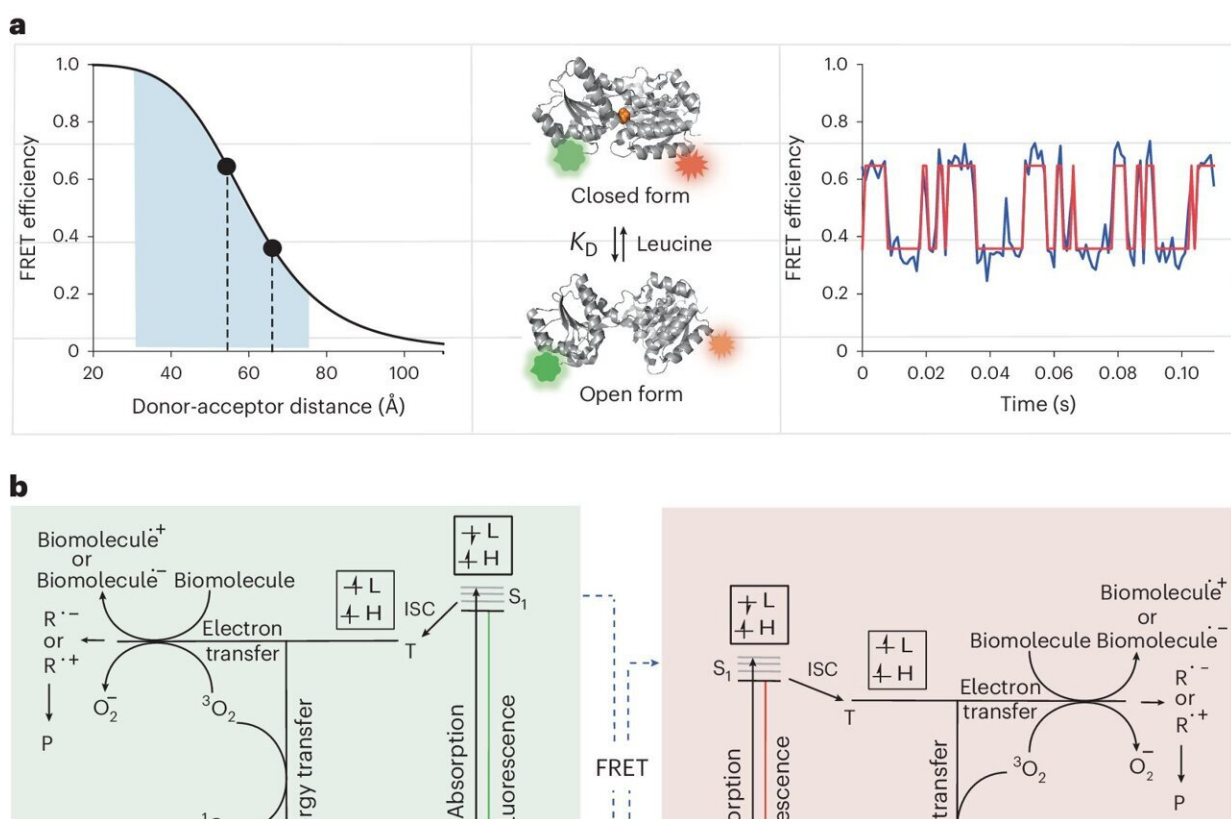 a
FRET efficiency
1.0
0.8
0.6
0.4
0.2
0
20 40 60 80 100
Donor-acceptor distance (Å)
Closed form
K_D Leucine
Open form
FRET efficiency
1.0
0.8
0.6
0.4
0.2
0
0 0.02 0.04 0.06 0.08 0.10
Time (s)
b
Biomolecule·+
or
Biomolecule·− Biomolecule
R·−
or
R·+
P
O₂⁻
³O₂
Electron
transfer
L
H
ISC
T
L
H
S₁
Absorption
FRET
L
H
S₁
ISC
T
L
H
Electron
transfer
transfer
Biomolecule·+
or
Biomolecule Biomolecule·−
R·−
or
R·+
P
³O₂
O₂⁻